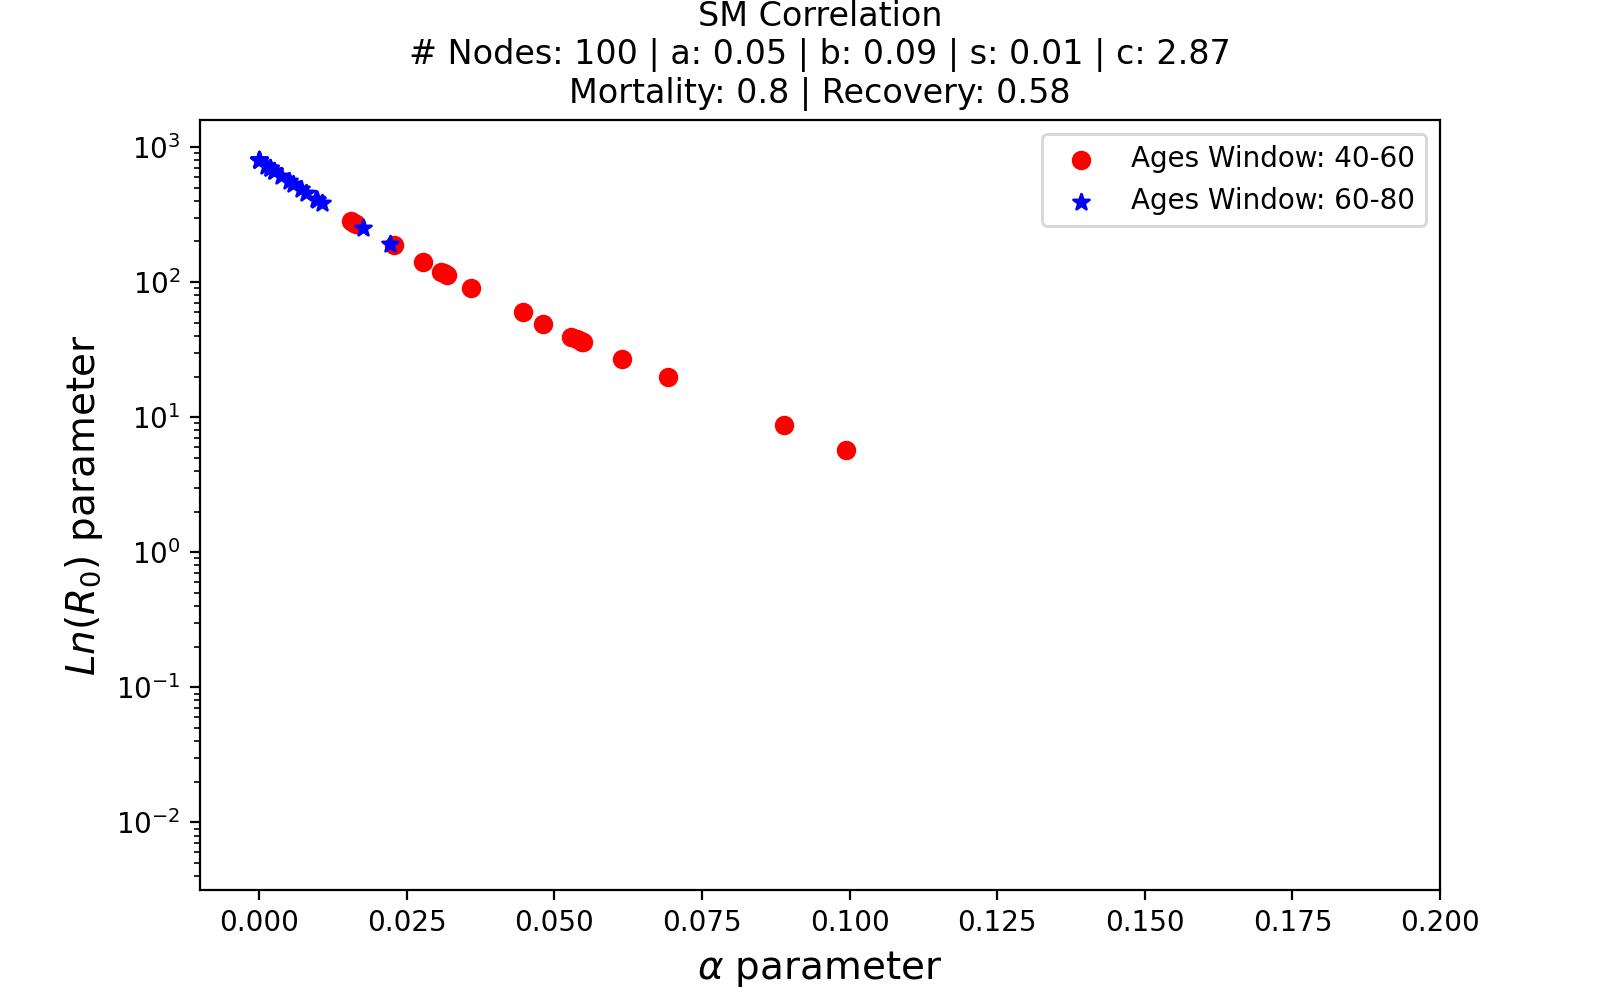 SM Correlation
# Nodes: 100 | a: 0.05 | b: 0.09 | s: 0.01 | c: 2.87
Mortality: 0.8 | Recovery: 0.58
Ages Window: 40-60
Ages Window: 60-80
10³
10²
10¹
10⁰
10⁻¹
10⁻²
Ln(R₀) parameter
0.000 0.025 0.050 0.075 0.100 0.125 0.150 0.175 0.200
α parameter